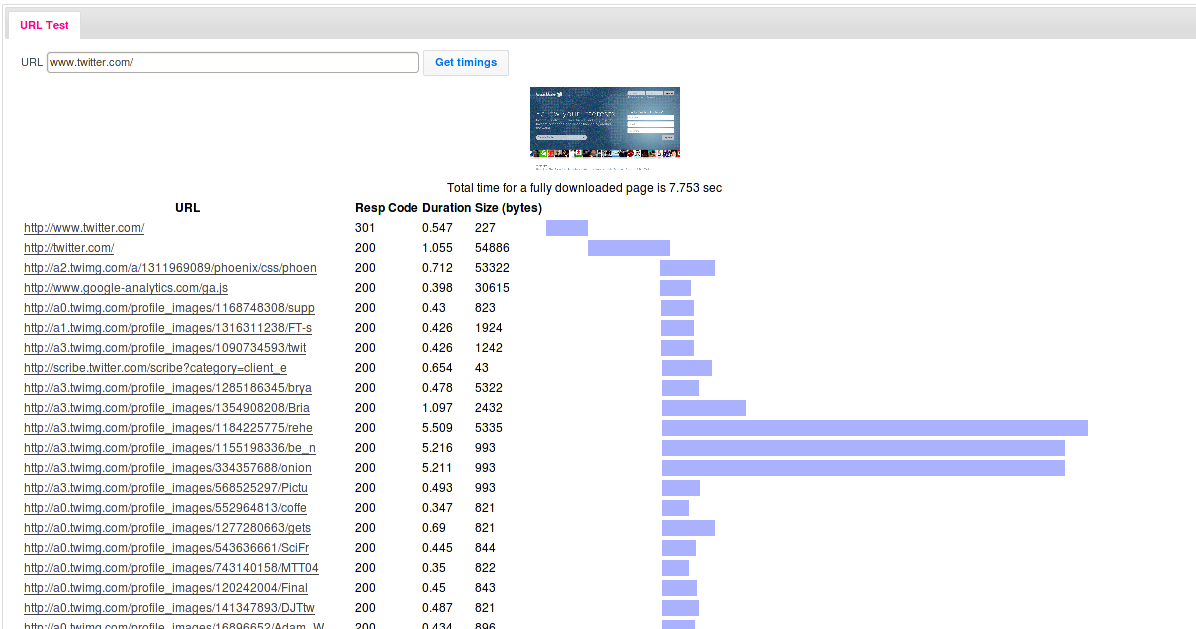 URL Test
URL www.twitter.com/ Get timings
Total time for a fully downloaded page is 7.753 sec
URL Resp Code Duration Size (bytes)
http://www.twitter.com/ 301 0.547 227
http://twitter.com/ 200 1.055 54886
http://a2.twimg.com/a/1311969089/phoenix/css/phoen 200 0.712 53322
http://www.google-analytics.com/ga.js 200 0.398 30615
http://a0.twimg.com/profile_images/1168748308/supp 200 0.43 823
http://a1.twimg.com/profile_images/1316311238/FT-s 200 0.426 1924
http://a3.twimg.com/profile_images/1090734593/twit 200 0.426 1242
http://scribe.twitter.com/scribe?category=client_e 200 0.654 43
http://a3.twimg.com/profile_images/1285186345/brya 200 0.478 5322
http://a3.twimg.com/profile_images/1354908208/Bria 200 1.097 2432
http://a3.twimg.com/profile_images/1184225775/rehe 200 5.509 5335
http://a3.twimg.com/profile_images/1155198336/be_n 200 5.216 993
http://a3.twimg.com/profile_images/334357688/onion 200 5.211 993
http://a3.twimg.com/profile_images/568525297/Pictu 200 0.493 993
http://a0.twimg.com/profile_images/552964813/coffe 200 0.347 821
http://a0.twimg.com/profile_images/1277280663/gets 200 0.69 821
http://a0.twimg.com/profile_images/543636661/SciFr 200 0.445 844
http://a0.twimg.com/profile_images/743140158/MTT04 200 0.35 822
http://a0.twimg.com/profile_images/120242004/Final 200 0.45 843
http://a0.twimg.com/profile_images/141347893/DJTtw 200 0.487 821
http://a0.twimg.com/profile_images/16896652/Adam_W 200 0.434 896